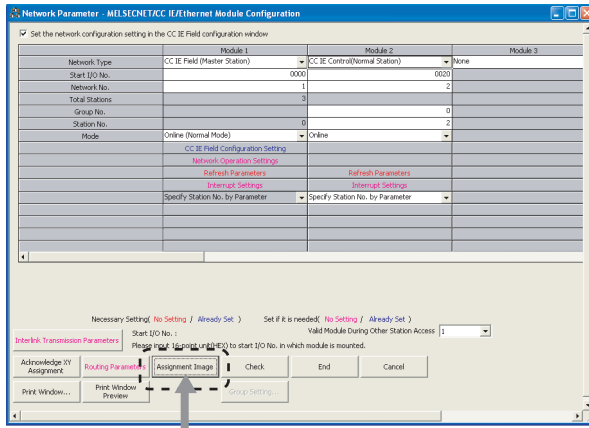 Network Parameter - MELSECNET/CC IE/Ethernet Module Configuration
Set the network configuration setting in the CC IE Field configuration window
Module 1 Module 2 Module 3
Network Type CC IE Field (Master Station) CC IE Control(Normal Station) None
Start I/O No. 0000 0020
Network No. 1 2
Total Stations 3
Group No. 0
Station No. 0 2
Mode Online (Normal Mode) Online
CC IE Field Configuration Setting
Network Operation Settings
Refresh Parameters Refresh Parameters
Interrupt Settings Interrupt Settings
Specify Station No. by Parameter Specify Station No. by Parameter
Necessary Setting( No Setting / Already Set ) Set if it is needed( No Setting / Already Set )
Interlink Transmission Parameters Start I/O No. : Valid Module During Other Station Access 1
Please input 16-point unit(HEX) to start I/O No. in which module is mounted.
Acknowledge XY Assignment Routing Parameters Assignment Image Check End Cancel
Print Window... Print Window Preview Group Setting...